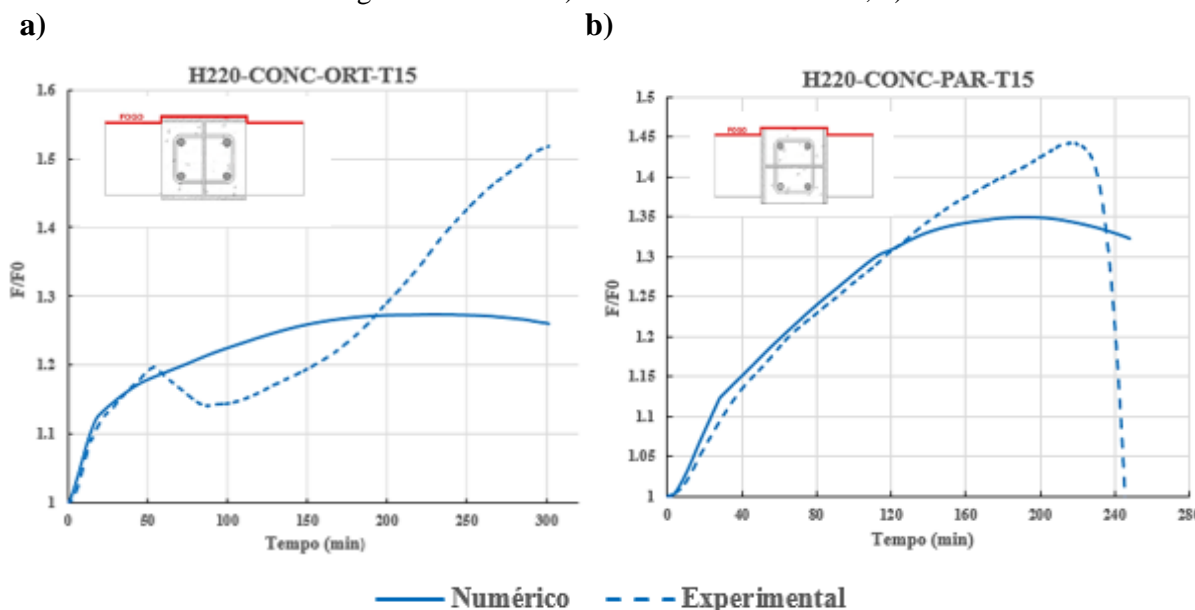 a)
b)
H220-CONC-ORT-T15
1.6
1.5
1.4
1.3
1.2
1.1
1
F/F0
FOGO
0 50 100 150 200 250 300
Tempo (min)
H220-CONC-PAR-T15
1.5
1.45
1.4
1.35
1.3
1.25
1.2
1.15
1.1
1.05
1
F/F0
FOGO
0 40 80 120 160 200 240 280
Tempo (min)
Numérico Experimental